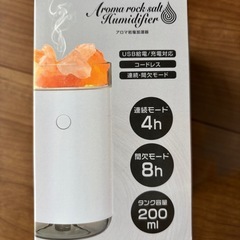 Aroma rock salt
Humidifier
アロマ岩塩加湿器
USB給電/充電対応
コードレス
連続・間欠モード
連続モード
4h
間欠モード
8h
タンク容量
200ml